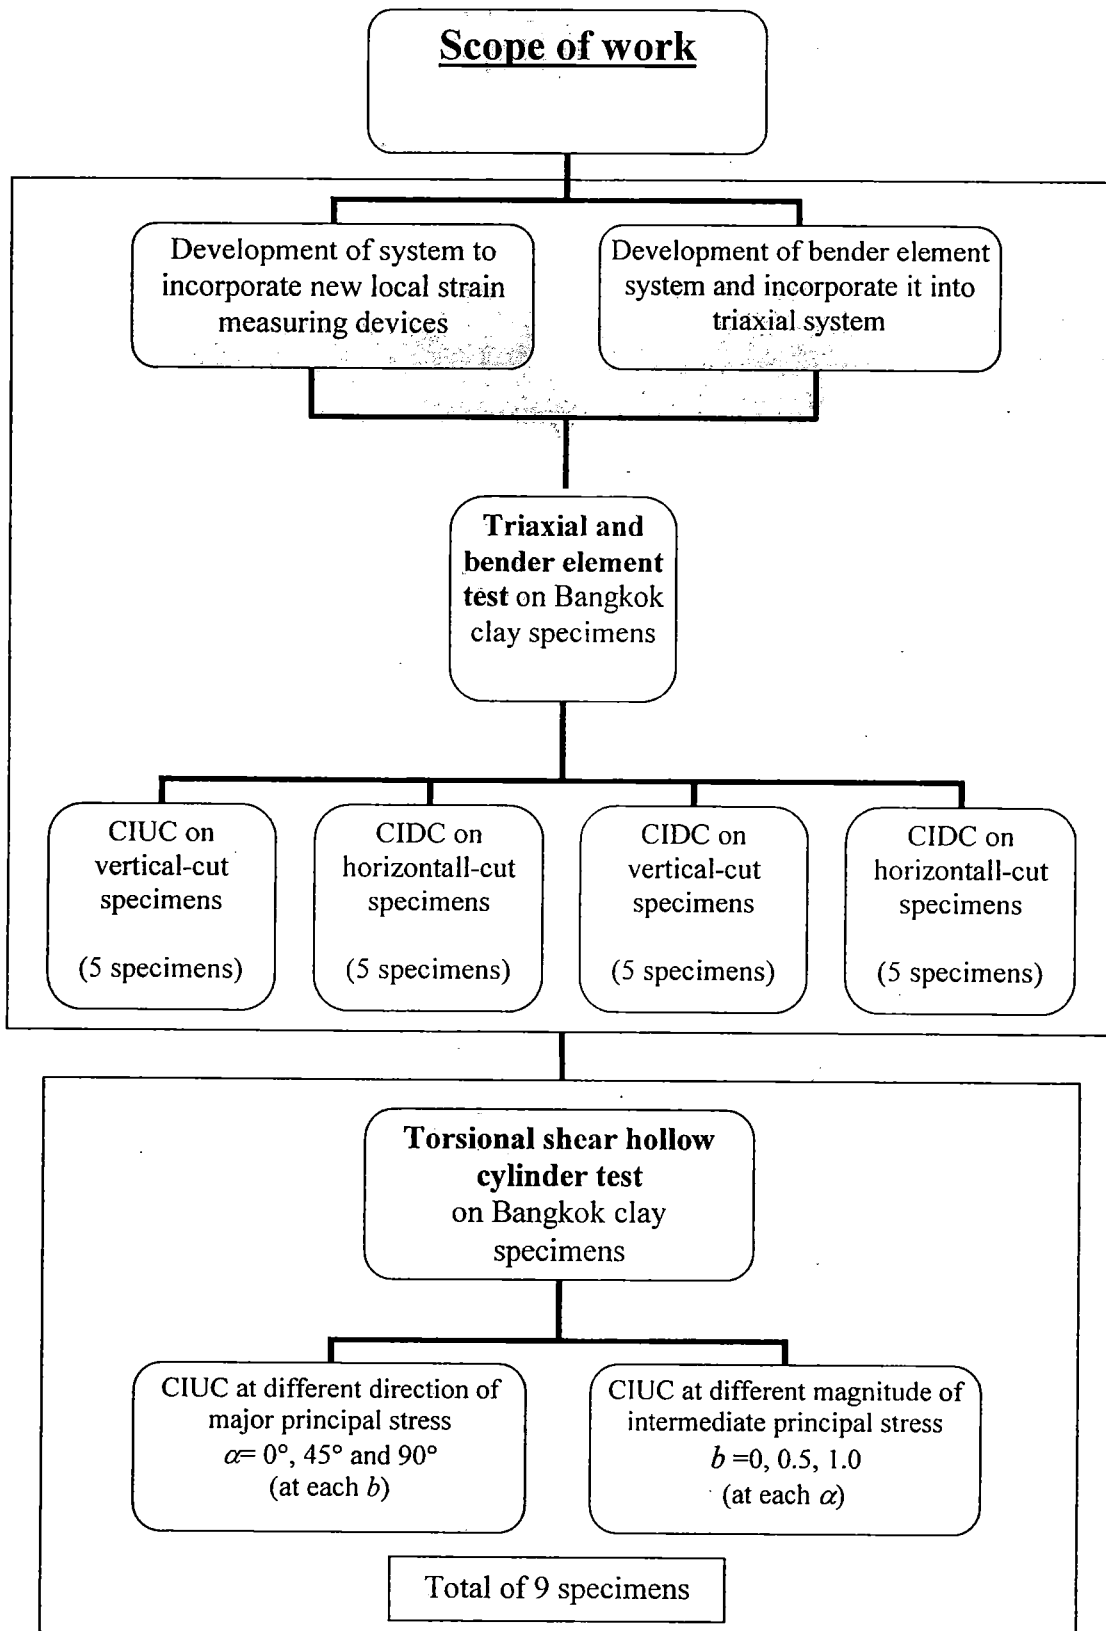 Scope of work
Development of system to
incorporate new local strain
measuring devices
Development of bender element
system and incorporate it into
triaxial system
Triaxial and
bender element
test on Bangkok
clay specimens
CIUC on
vertical-cut
specimens
(5 specimens)
CIDC on
horizontall-cut
specimens
(5 specimens)
CIDC on
vertical-cut
specimens
(5 specimens)
CIDC on
horizontall-cut
specimens
(5 specimens)
Torsional shear hollow
cylinder test
on Bangkok clay
specimens
CIUC at different direction of
major principal stress
α= 0°, 45° and 90°
(at each b)
CIUC at different magnitude of
intermediate principal stress
b =0, 0.5, 1.0
(at each α)
Total of 9 specimens